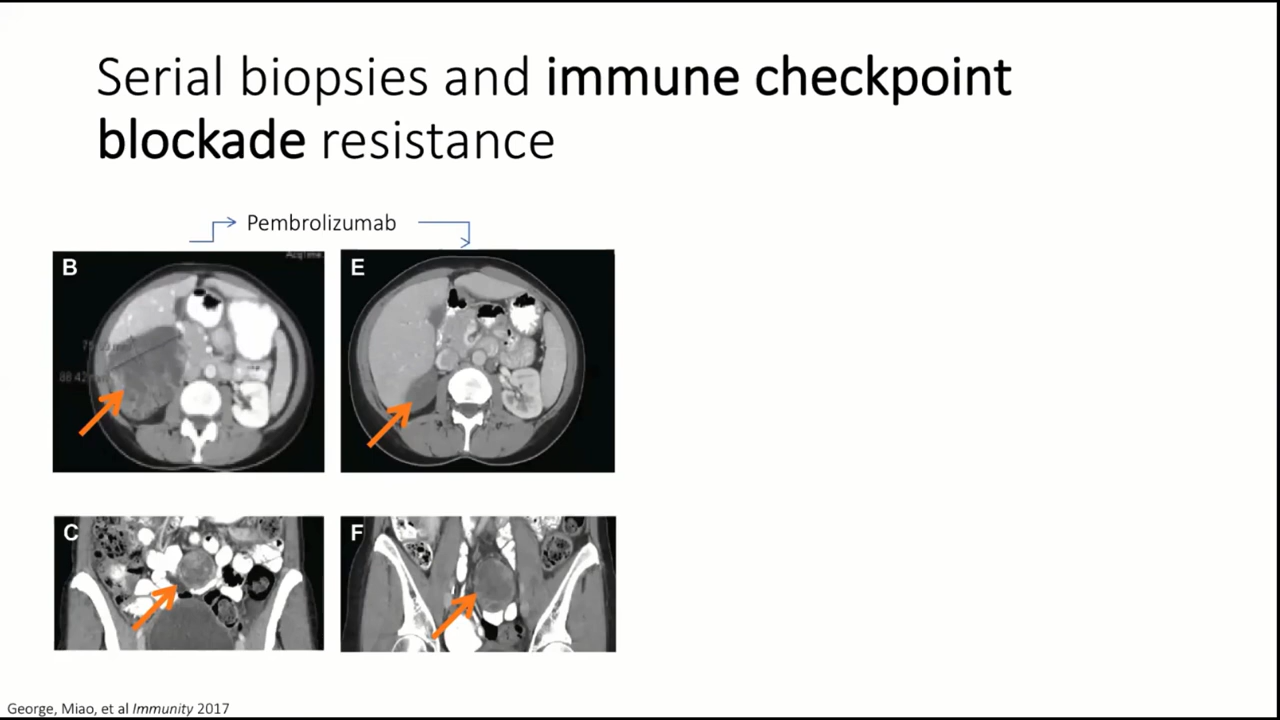 Serial biopsies and immune checkpoint
blockade resistance
Pembrolizumab
B
E
C
F
George, Miao, et al Immunity 2017